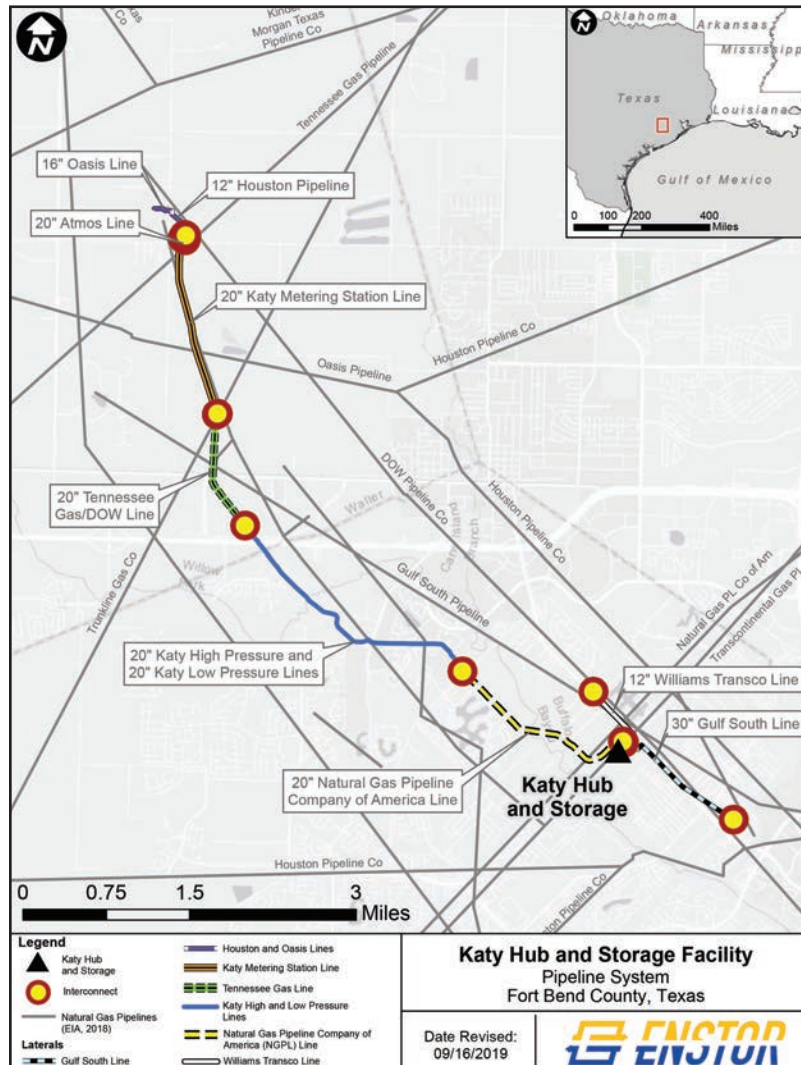 N
Kinder
Morgan Texas
Pipeline Co
Tennessee Gas Pipeline
Oklahoma
Arkansas
Mississipp
Texas
Louisiana
Gulf of Mexico
0 100 200 400
Miles
16" Oasis Line
12" Houston Pipeline
20" Atmos Line
20" Katy Metering Station Line
Oasis Pipeline
Houston Pipeline Co
DOW Pipeline Co
Houston Pipeline Co
20" Tennessee
Gas/DOW Line
Waller
Cane Island
Branch
Willow
Trunkline Gas Co
Gulf South Pipeline
Natural Gas PL Co of Am
Transcontinental Gas PL
20" Katy High Pressure and
20" Katy Low Pressure Lines
12" Williams Transco Line
30" Gulf South Line
Buffalo
Bayou
20" Natural Gas Pipeline
Company of America Line
Katy Hub
and Storage
Houston Pipeline Co
Pipeline Co
0 0.75 1.5 3
Miles
Legend
Katy Hub
and Storage
Interconnect
Natural Gas Pipelines
(EIA, 2018)
Laterals
Gulf South Line
Houston and Oasis Lines
Katy Metering Station Line
Tennessee Gas Line
Katy High and Low Pressure
Lines
Natural Gas Pipeline Company of
America (NGPL) Line
Williams Transco Line
Katy Hub and Storage Facility
Pipeline System
Fort Bend County, Texas
Date Revised:
09/16/2019
ENSTOR